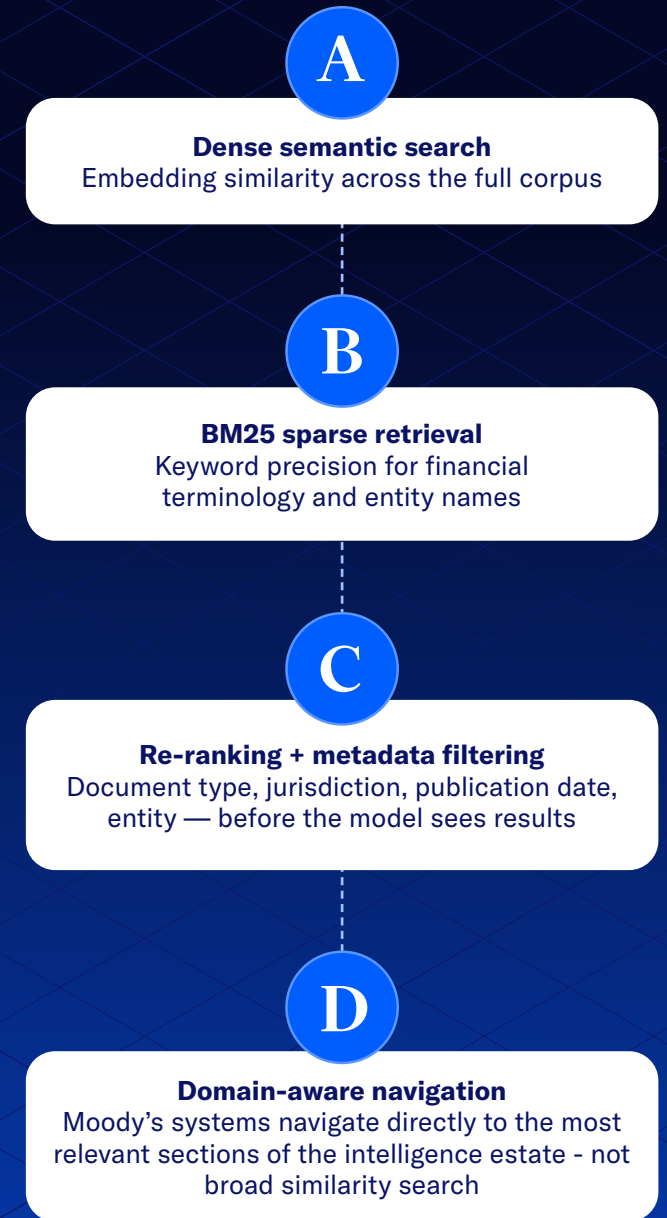 A
Dense semantic search
Embedding similarity across the full corpus
B
BM25 sparse retrieval
Keyword precision for financial
terminology and entity names
C
Re-ranking + metadata filtering
Document type, jurisdiction, publication date,
entity — before the model sees results
D
Domain-aware navigation
Moody’s systems navigate directly to the most
relevant sections of the intelligence estate - not
broad similarity search